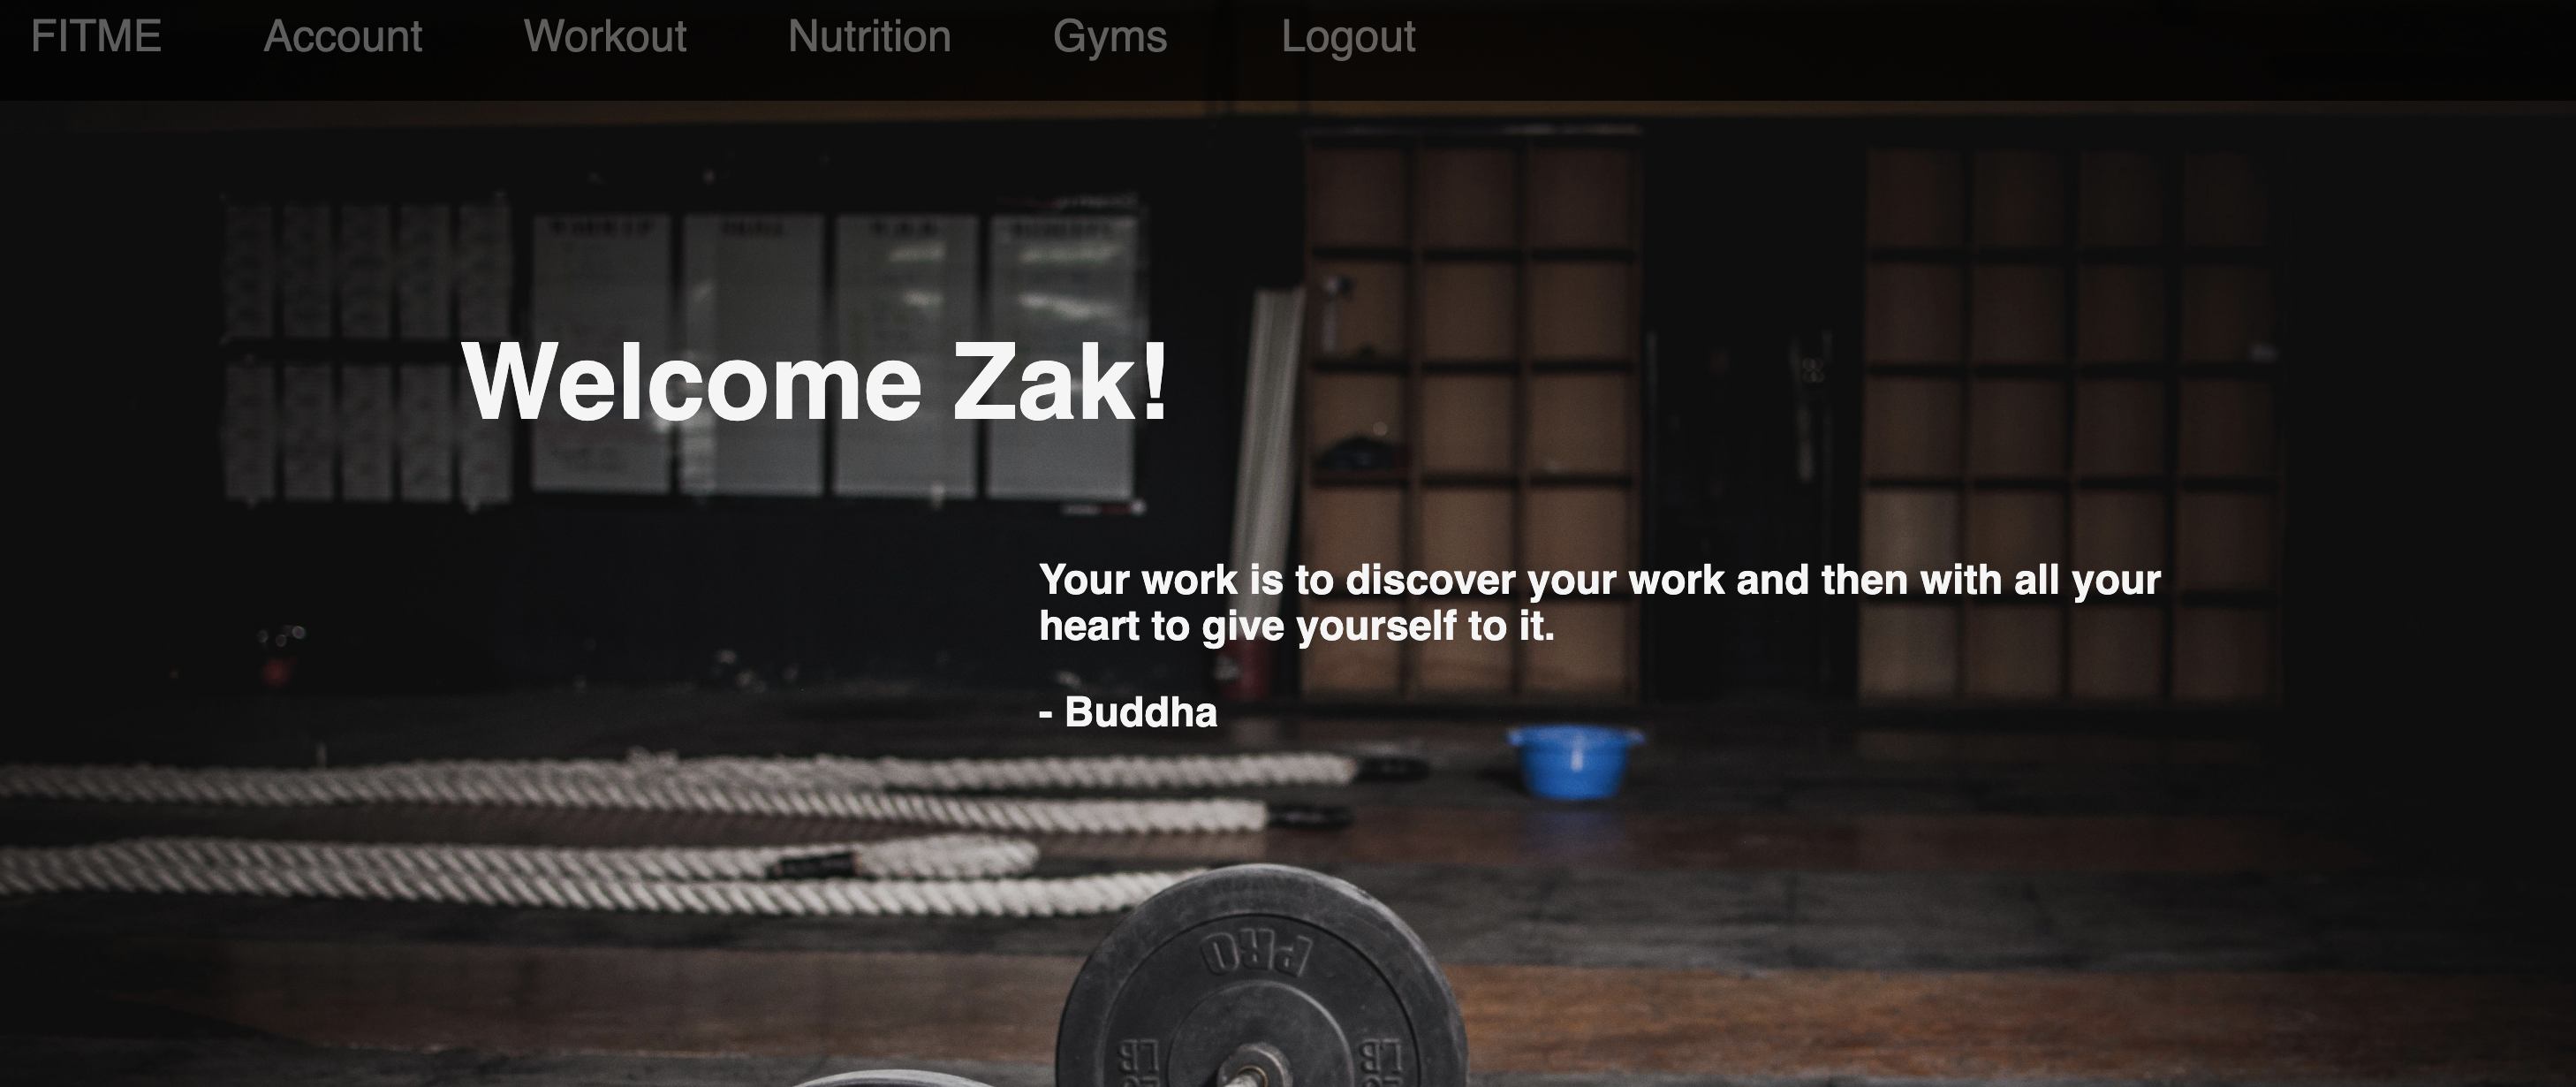 FITME Account Workout Nutrition Gyms Logout
Welcome Zak!
Your work is to discover your work and then with all your
heart to give yourself to it.
- Buddha
PRO
LB
LB